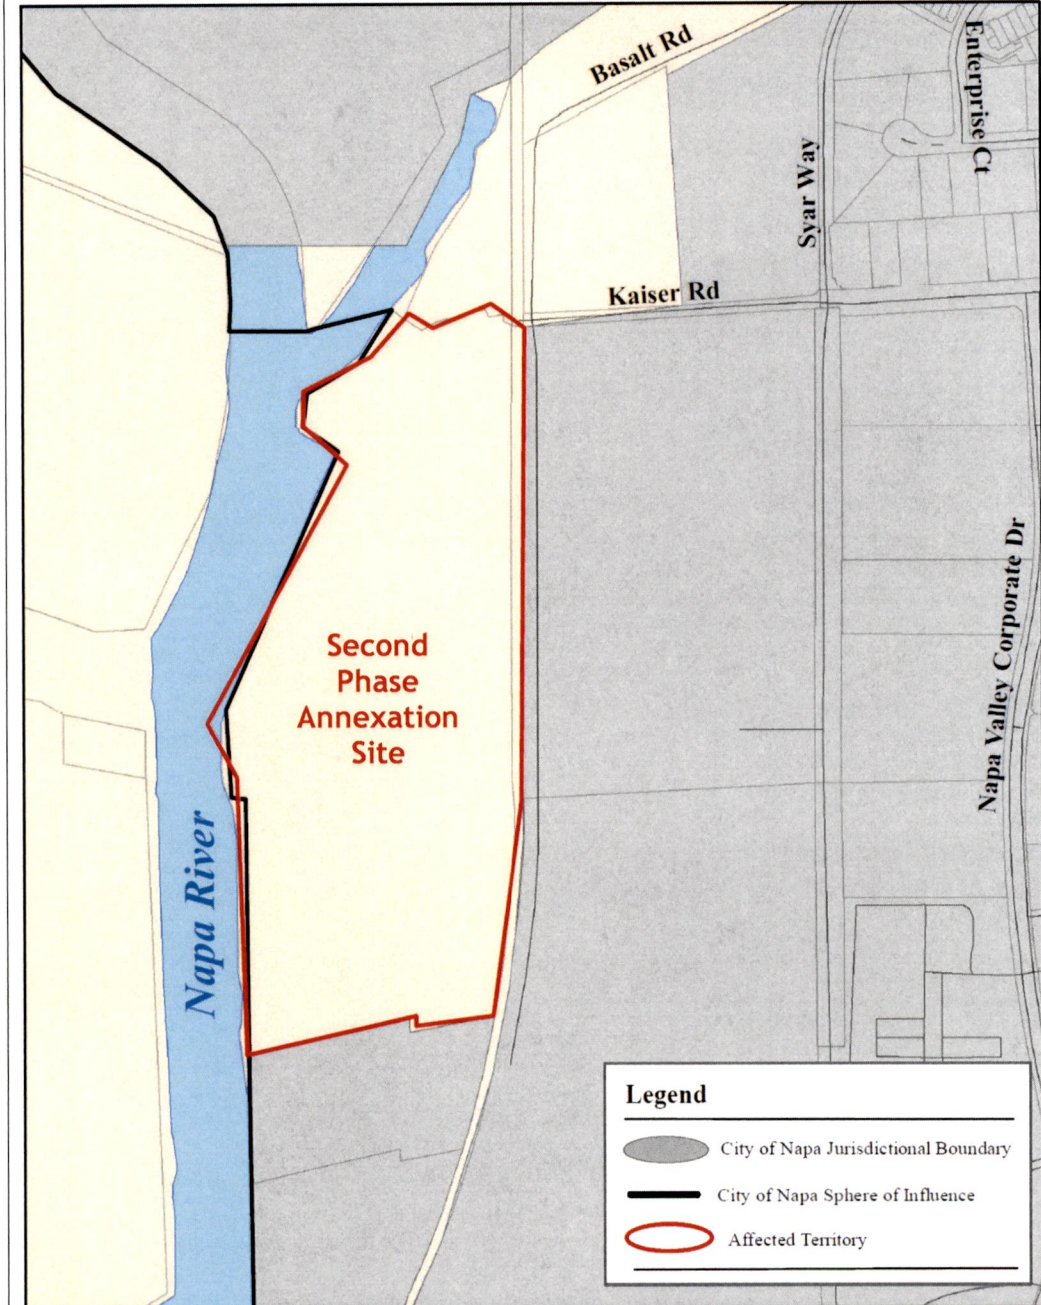 Basalt Rd
Enterprise Ct
Syar Way
Kaiser Rd
Second
Phase
Annexation
Site
Napa Valley Corporate Dr
Napa River
Legend
City of Napa Jurisdictional Boundary
City of Napa Sphere of Influence
Affected Territory